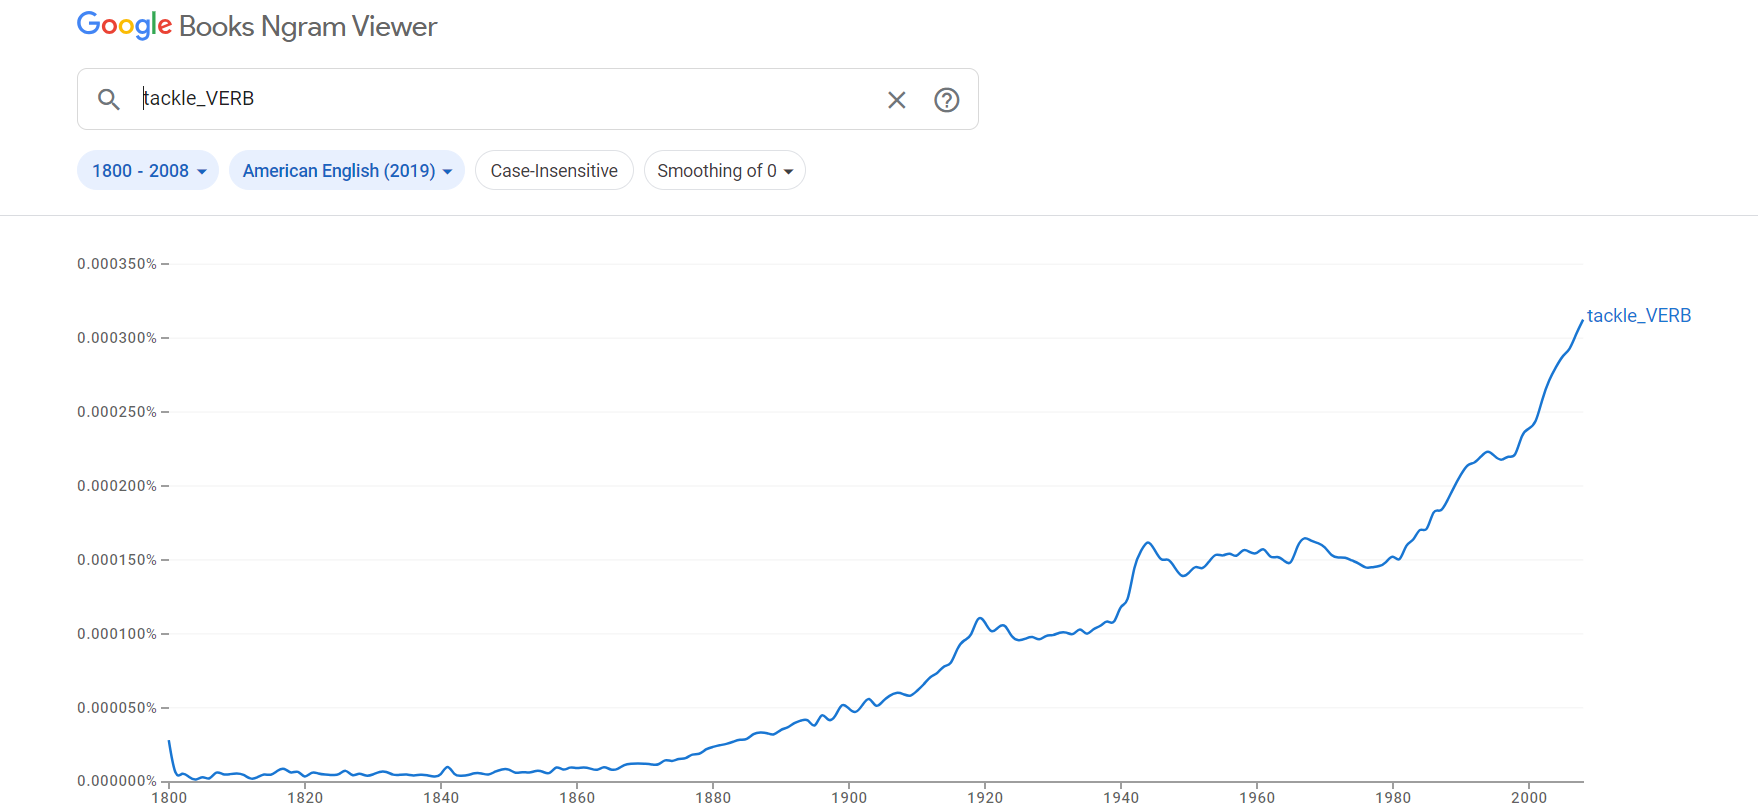 Google Books Ngram Viewer
tackle_VERB
1800 - 2008 American English (2019) Case-Insensitive Smoothing of 0
0.000350%
tackle_VERB
0.000300%
0.000250%
0.000200%
0.000150%
0.000100%
0.000050%
0.000000%
1800 1820 1840 1860 1880 1900 1920 1940 1960 1980 2000